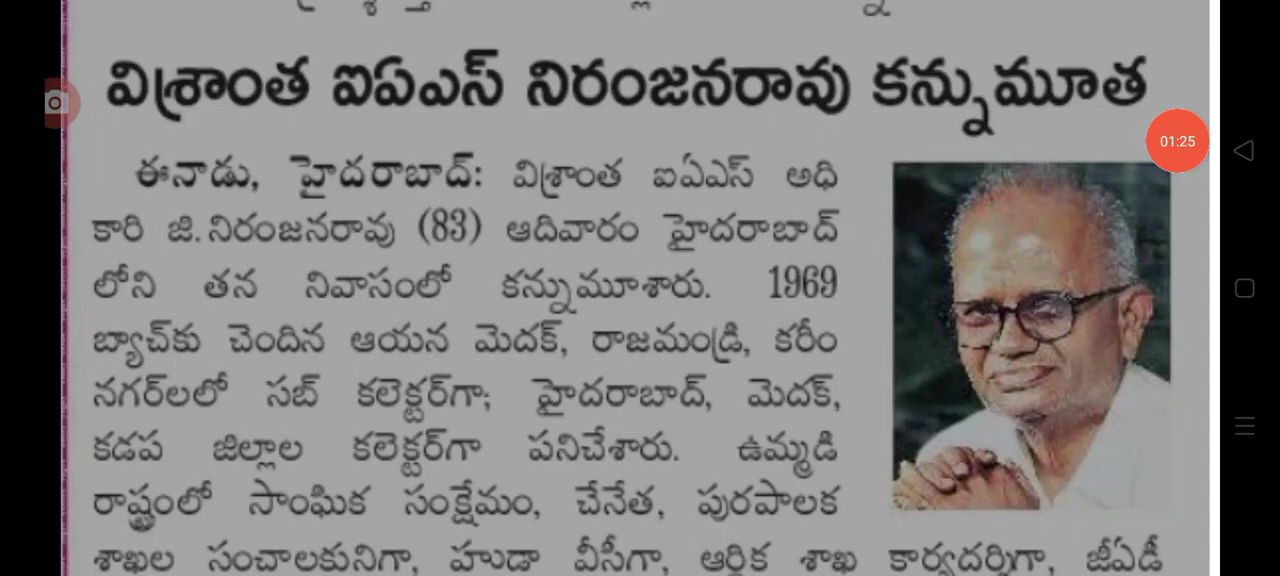 విశ్రాంత ఐఏఎస్ నిరంజనరావు కన్నుమూత
01:25
ఈనాడు, హైదరాబాద్: విశ్రాంత ఐఏఎస్ అధి
కారి జి.నిరంజనరావు (83) ఆదివారం హైదరాబాద్
లోని తన నివాసంలో కన్నుమూశారు. 1969
బ్యాచ్‌కు చెందిన ఆయన మెదక్, రాజమండ్రి, కరీం
నగర్‌లలో సబ్ కలెక్టర్‌గా; హైదరాబాద్, మెదక్,
కడప జిల్లాల కలెక్టర్‌గా పనిచేశారు. ఉమ్మడి
రాష్ట్రంలో సాంఘిక సంక్షేమం, చేనేత, పురపాలక
శాఖల సంచాలకునిగా, హుడా వీసీగా, ఆర్థిక శాఖ కార్యదర్శిగా, జీఏడీ